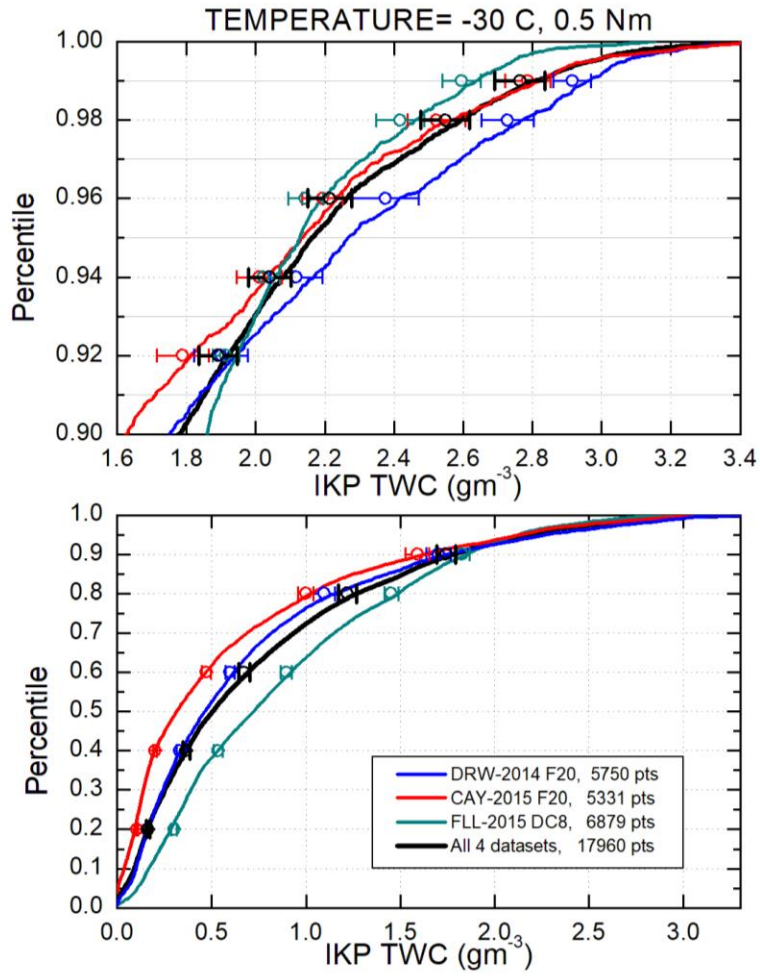 TEMPERATURE= -30 C, 0.5 Nm
1.00
0.98
0.96
0.94
0.92
0.90
Percentile
1.6 1.8 2.0 2.2 2.4 2.6 2.8 3.0 3.2 3.4
IKP TWC (gm-3)
1.0
0.9
0.8
0.7
0.6
0.5
0.4
0.3
0.2
0.1
0.0
Percentile
DRW-2014 F20, 5750 pts
CAY-2015 F20, 5331 pts
FLL-2015 DC8, 6879 pts
All 4 datasets, 17960 pts
0.0 0.5 1.0 1.5 2.0 2.5 3.0
IKP TWC (gm-3)